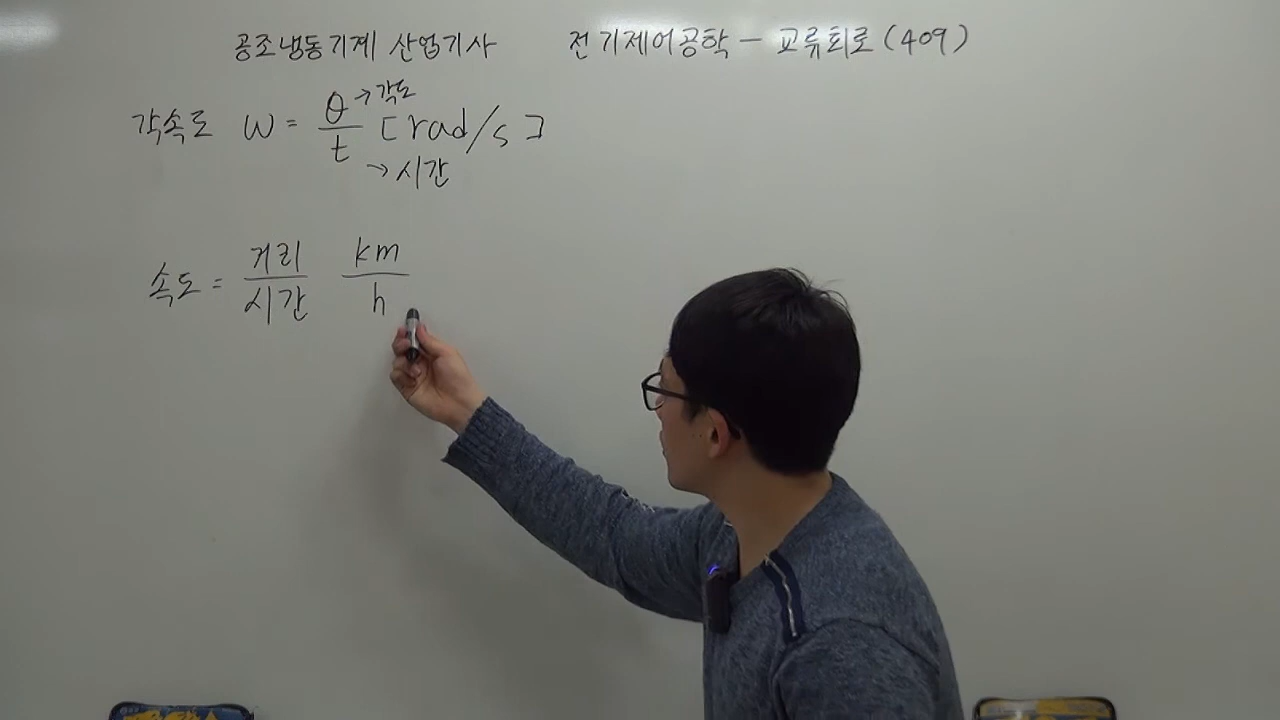 공조냉동기계 산업기사 전기제어공학 - 교류회로 (409)
각속도 ω = θ/t [rad/s]
→ 각도
→ 시간
속도 = 거리/시간 km/h